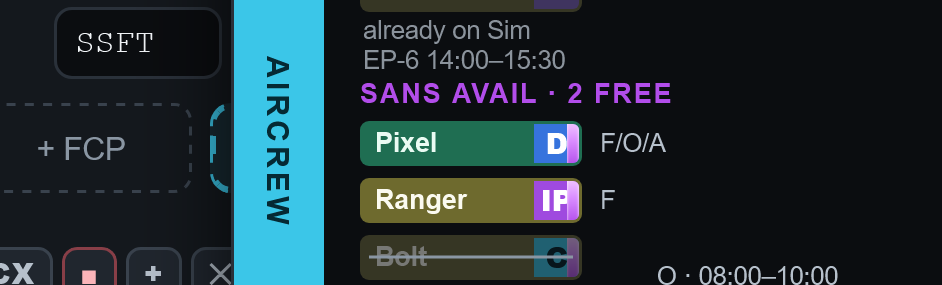 SSFT
+ FCP
CX
+
AIRCREW
already on Sim
EP-6 14:00–15:30
SANS AVAIL · 2 FREE
Pixel D F/O/A
Ranger IP F
Bolt C
O · 08:00–10:00